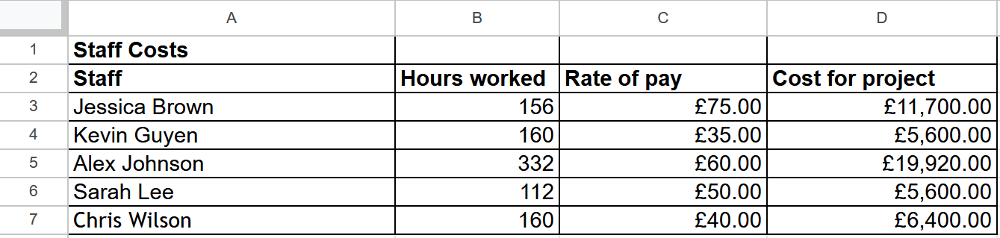 A B C D
1 Staff Costs
2 Staff Hours worked Rate of pay Cost for project
3 Jessica Brown 156 £75.00 £11,700.00
4 Kevin Guyen 160 £35.00 £5,600.00
5 Alex Johnson 332 £60.00 £19,920.00
6 Sarah Lee 112 £50.00 £5,600.00
7 Chris Wilson 160 £40.00 £6,400.00